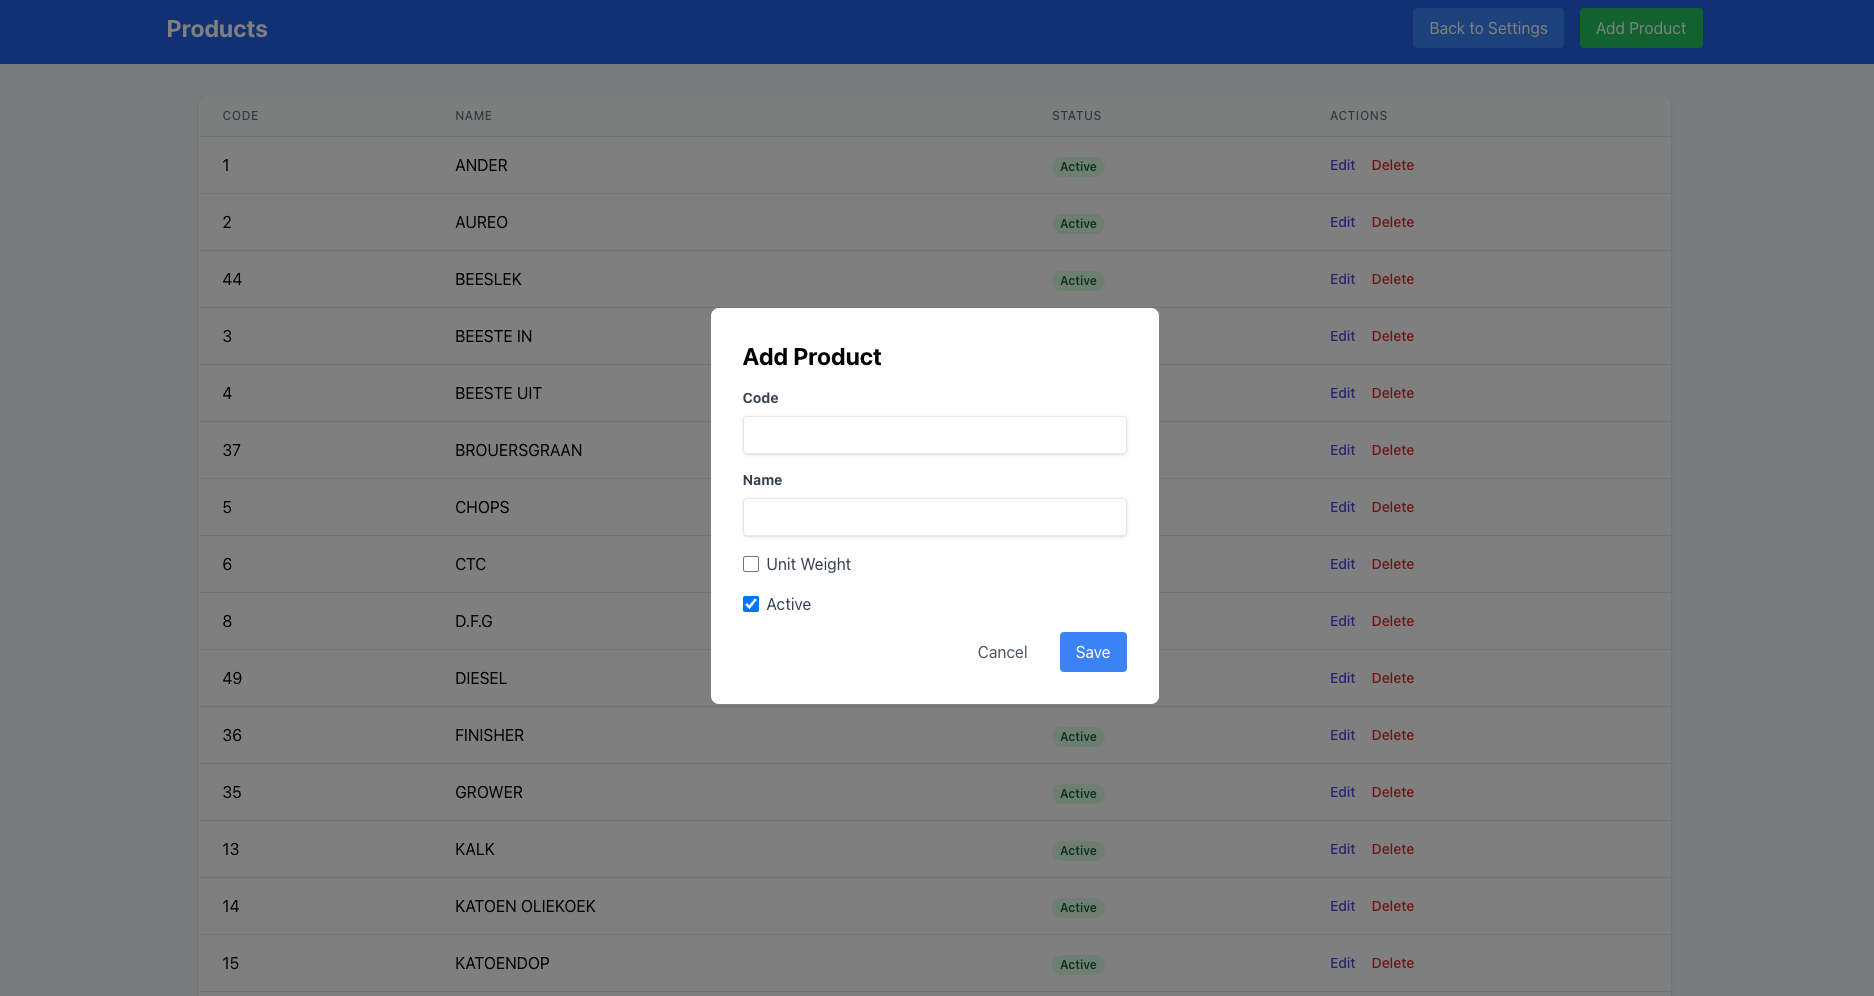 Products
Back to Settings
Add Product
CODE NAME STATUS ACTIONS
1 ANDER Active Edit Delete
2 AUREO Active Edit Delete
44 BEESLEK Active Edit Delete
3 BEESTE IN Edit Delete
4 BEESTE UIT Edit Delete
37 BROUERSGRAAN Edit Delete
5 CHOPS Edit Delete
6 CTC Edit Delete
8 D.F.G Edit Delete
49 DIESEL Edit Delete
36 FINISHER Active Edit Delete
35 GROWER Active Edit Delete
13 KALK Active Edit Delete
14 KATOEN OLIEKOEK Active Edit Delete
15 KATOENDOP Active Edit Delete
Add Product
Code
Name
Unit Weight
Active
Cancel
Save